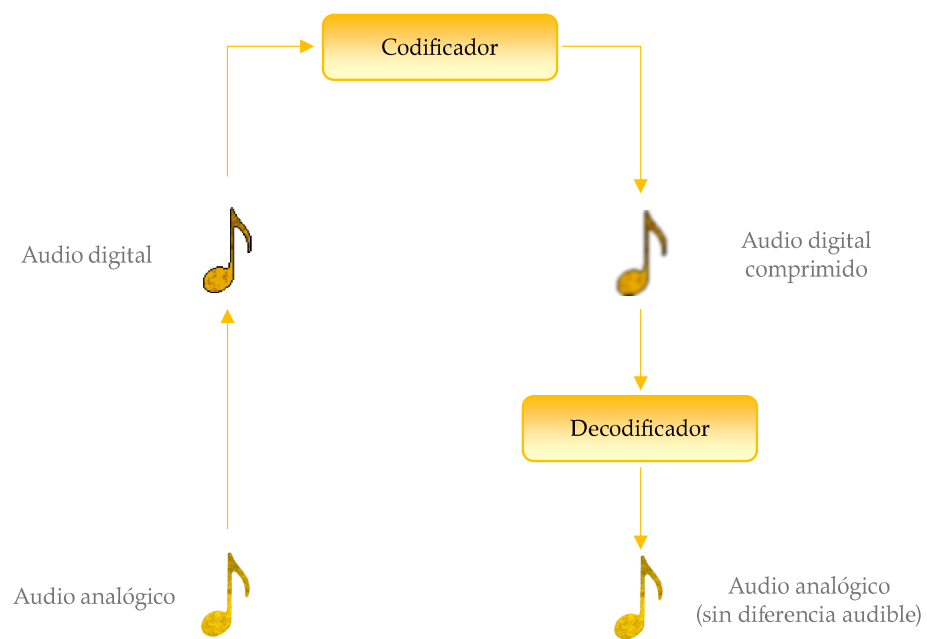 Codificador
Audio digital
Audio digital
comprimido
Decodificador
Audio analógico
Audio analógico
(sin diferencia audible)